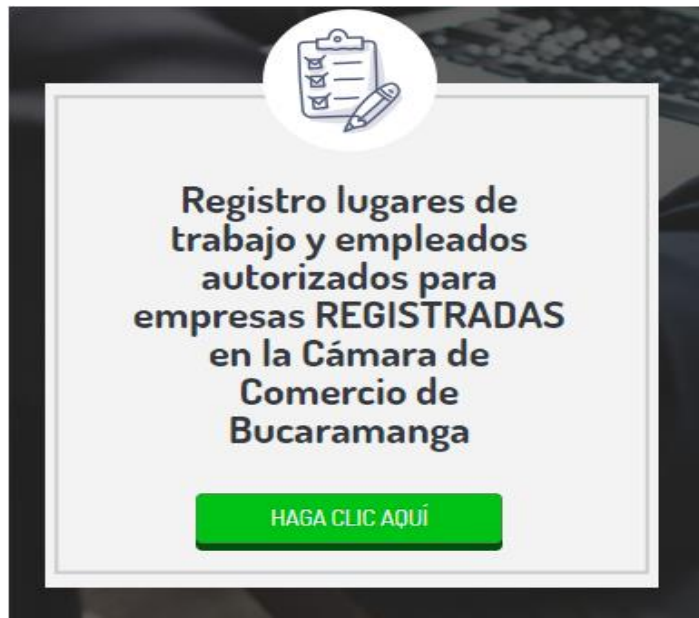 Registro lugares de
trabajo y empleados
autorizados para
empresas REGISTRADAS
en la Cámara de
Comercio de
Bucaramanga
HAGA CLIC AQUÍ